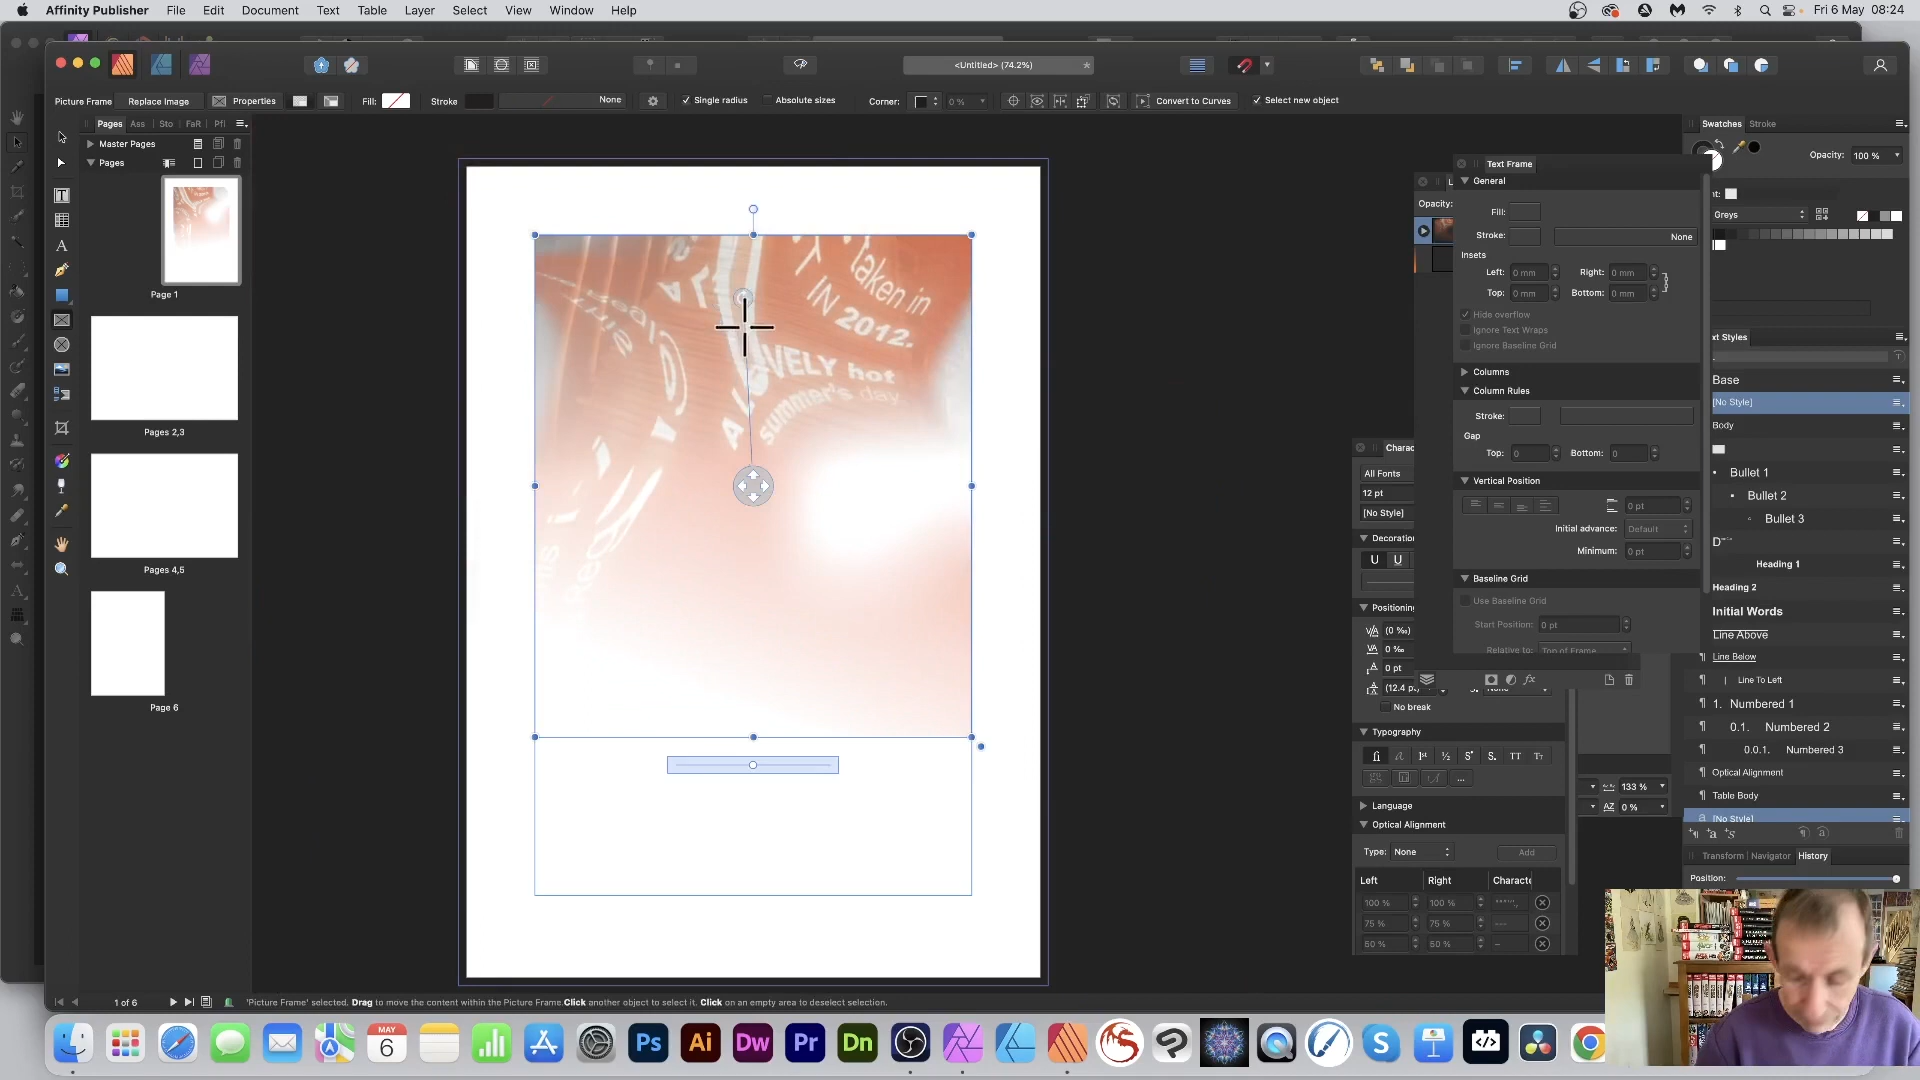 Affinity Publisher File Edit Document Text Table Layer Select View Window Help
Fri 6 May 08:24
<Untitled> (74.2%)
Picture Frame Replace Image Properties Fill: Stroke None Single radius Absolute sizes Corner: 0 % Convert to Curves Select new object
Pages Ass Sto FaR Pfl
Master Pages
Pages
Page 1
Pages 2,3
Pages 4,5
Page 6
taken in
IN 2012.
A LOVELY hot
summer's day
Opacity:
Text Frame
General
Fill:
Stroke: None
Insets
Left: 0 mm Right: 0 mm
Top: 0 mm Bottom: 0 mm
Hide overflow
Ignore Text Wraps
Ignore Baseline Grid
Columns
Column Rules
Stroke:
Gap
Top: 0 Bottom: 0
Vertical Position
0 pt
Initial advance: Default
Minimum: 0 pt
Baseline Grid
Use Baseline Grid
Start Position: 0 pt
Relative to: Top of Frame
Charac
All Fonts
12 pt
[No Style]
Decoration
U U
Positioning
(0 ‰)
0 ‰
0 pt
(12.4 pt)
No break
Typography
Language
Optical Alignment
Type: None Add
Left Right Characte
100 % 100 %
75 % 75 %
50 % 50 %
133 %
0 %
Swatches Stroke
Opacity: 100 %
Greys
xt Styles
Base
[No Style]
Body
Bullet 1
Bullet 2
Bullet 3
Heading 1
Heading 2
Initial Words
Line Above
Line Below
Line To Left
1. Numbered 1
0.1. Numbered 2
0.0.1. Numbered 3
Optical Alignment
Table Body
[No Style]
Transform Navigator History
Position:
1 of 6
'Picture Frame' selected. Drag to move the content within the Picture Frame.Click another object to select it. Click on an empty area to deselect selection.
MAY
6
Ps Ai Dw Pr Dn